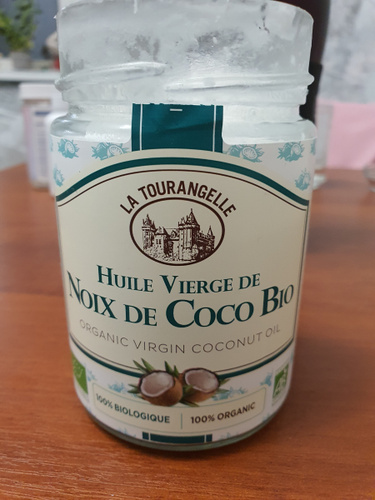 LA TOURANGELLE
HUILE VIERGE DE
NOIX DE COCO BIO
ORGANIC VIRGIN COCONUT OIL
100% BIOLOGIQUE | 100% ORGANIC